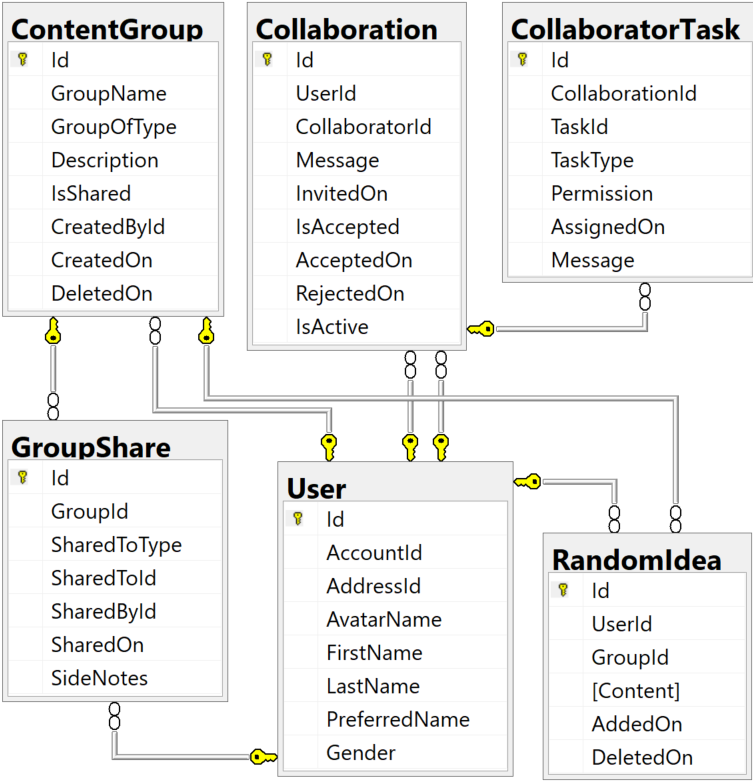 ContentGroup
Id
GroupName
GroupOfType
Description
IsShared
CreatedById
CreatedOn
DeletedOn
Collaboration
Id
UserId
CollaboratorId
Message
InvitedOn
IsAccepted
AcceptedOn
RejectedOn
IsActive
CollaboratorTask
Id
CollaborationId
TaskId
TaskType
Permission
AssignedOn
Message
GroupShare
Id
GroupId
SharedToType
SharedToId
SharedById
SharedOn
SideNotes
User
Id
AccountId
AddressId
AvatarName
FirstName
LastName
PreferredName
Gender
RandomIdea
Id
UserId
GroupId
[Content]
AddedOn
DeletedOn